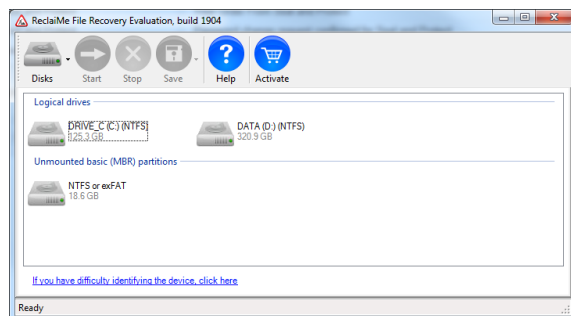 ReclaiMe File Recovery Evaluation, build 1904
Disks Start Stop Save Help Activate
Logical drives
DRIVE_C (C:) (NTFS) DATA (D:) (NTFS)
125.3 GB 320.9 GB
Unmounted basic (MBR) partitions
NTFS or exFAT
18.6 GB
If you have difficulty identifying the device, click here
Ready